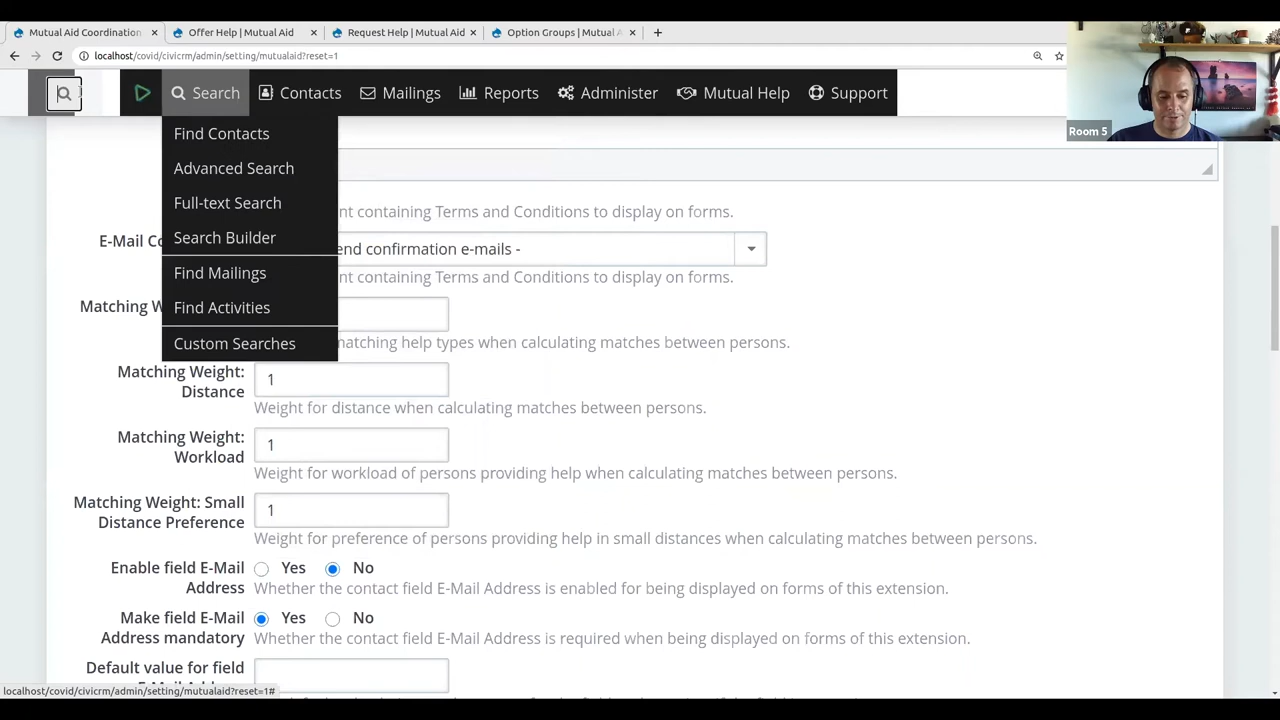 Mutual Aid Coordination
Offer Help | Mutual Aid
Request Help | Mutual Aid
Option Groups | Mutual A
localhost/covid/civicrm/admin/setting/mutualaid?reset=1
Search
Contacts
Mailings
Reports
Administer
Mutual Help
Support
Room 5
Find Contacts
Advanced Search
Full-text Search
Search Builder
Find Mailings
Find Activities
Custom Searches
nt containing Terms and Conditions to display on forms.
E-Mail Co
end confirmation e-mails -
nt containing Terms and Conditions to display on forms.
Matching W
matching help types when calculating matches between persons.
Matching Weight:
Distance
1
Weight for distance when calculating matches between persons.
Matching Weight:
Workload
1
Weight for workload of persons providing help when calculating matches between persons.
Matching Weight: Small
Distance Preference
1
Weight for preference of persons providing help in small distances when calculating matches between persons.
Enable field E-Mail
Address
Yes No
Whether the contact field E-Mail Address is enabled for being displayed on forms of this extension.
Make field E-Mail
Address mandatory
Yes No
Whether the contact field E-Mail Address is required when being displayed on forms of this extension.
Default value for field
localhost/covid/civicrm/admin/setting/mutualaid?reset=1#